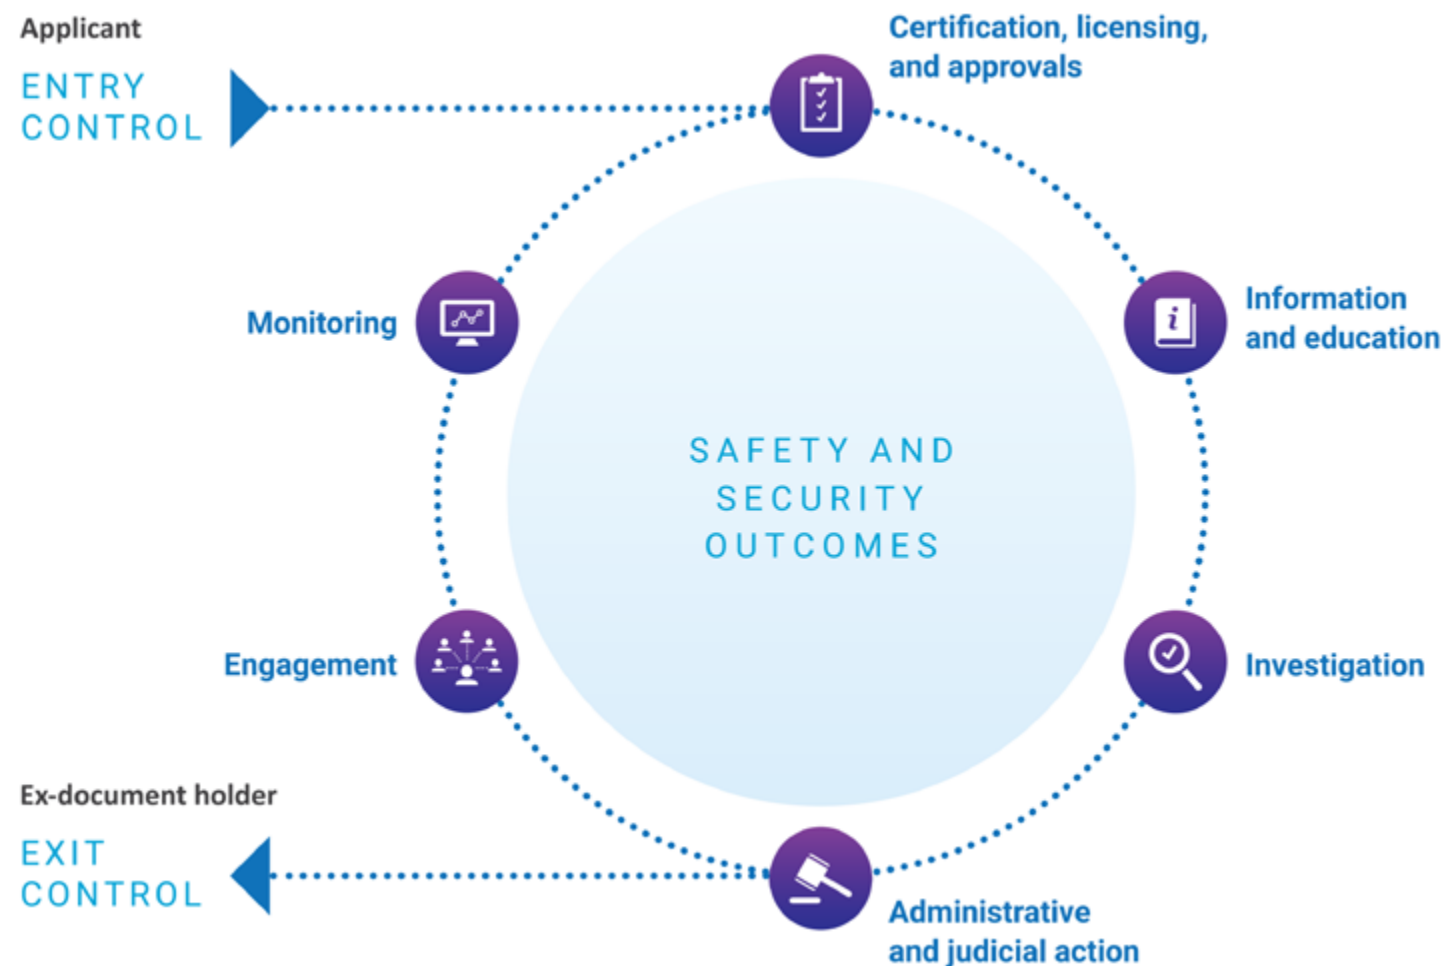 Applicant
ENTRY
CONTROL
Certification, licensing,
and approvals
Monitoring
Information
and education
SAFETY AND
SECURITY
OUTCOMES
Engagement
Investigation
Ex-document holder
EXIT
CONTROL
Administrative
and judicial action